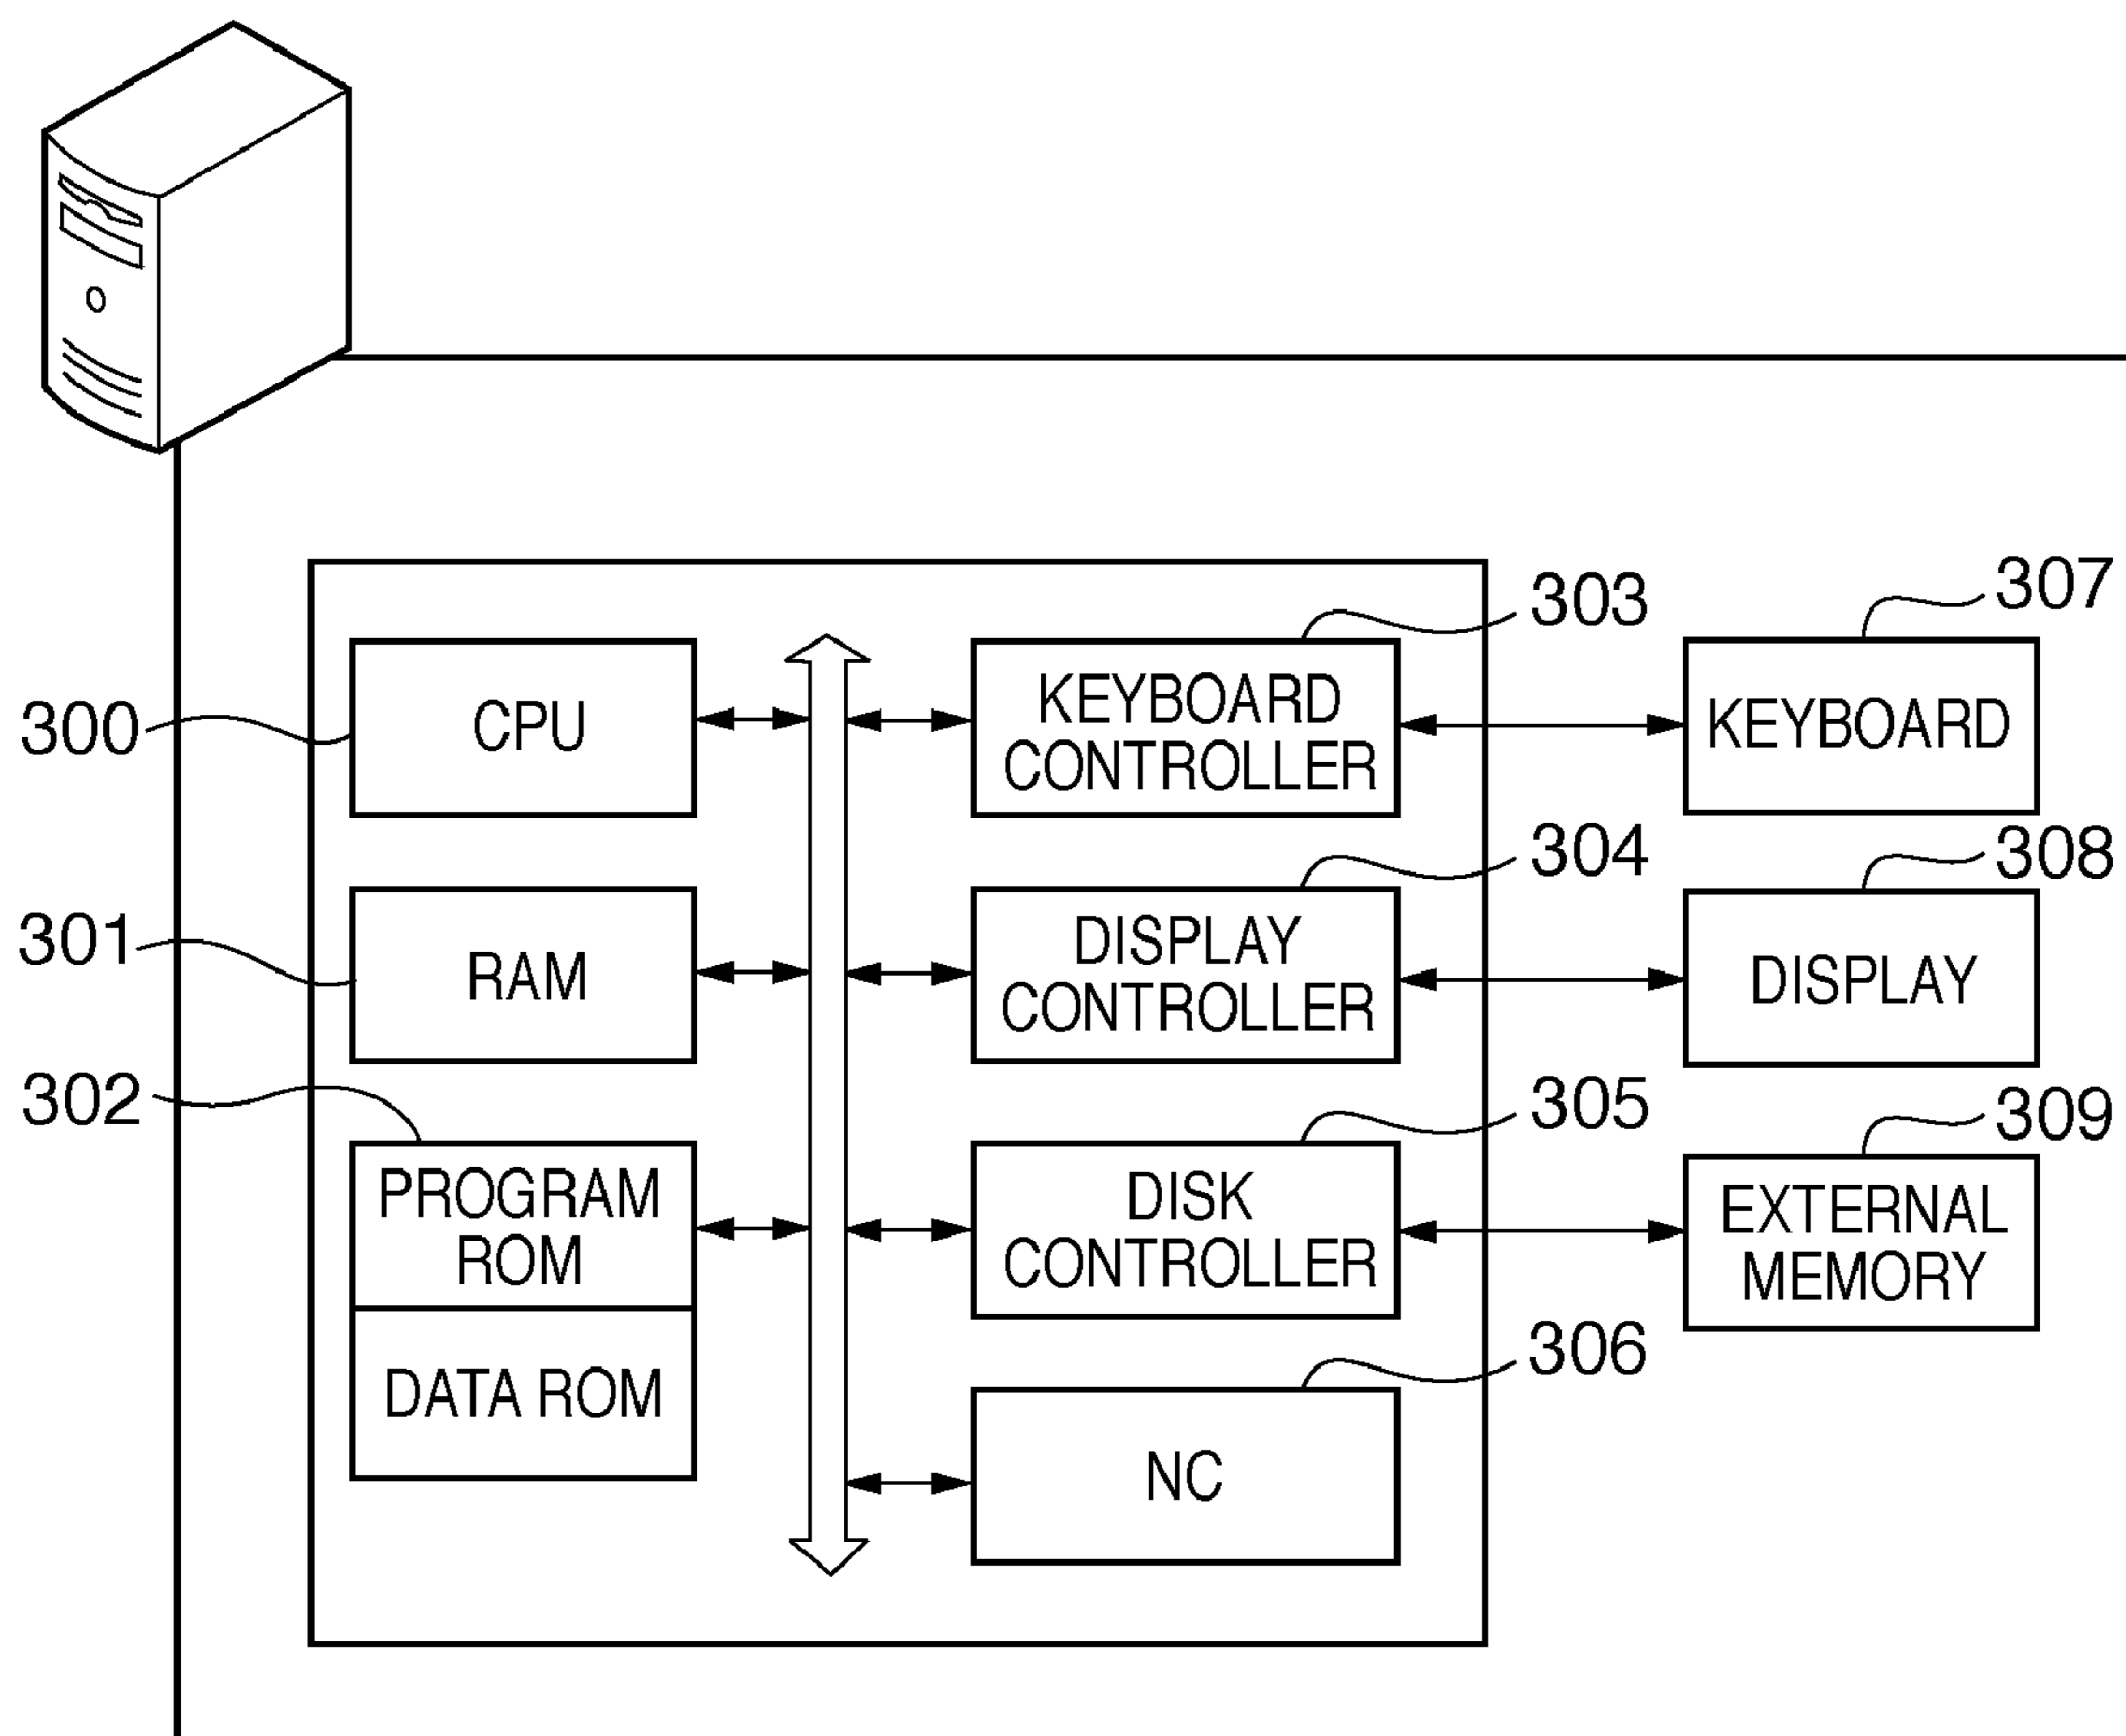 303
307
300
CPU
KEYBOARD
CONTROLLER
KEYBOARD
304
308
301
RAM
DISPLAY
CONTROLLER
DISPLAY
302
305
309
PROGRAM
ROM
DISK
CONTROLLER
EXTERNAL
MEMORY
306
DATA ROM
NC